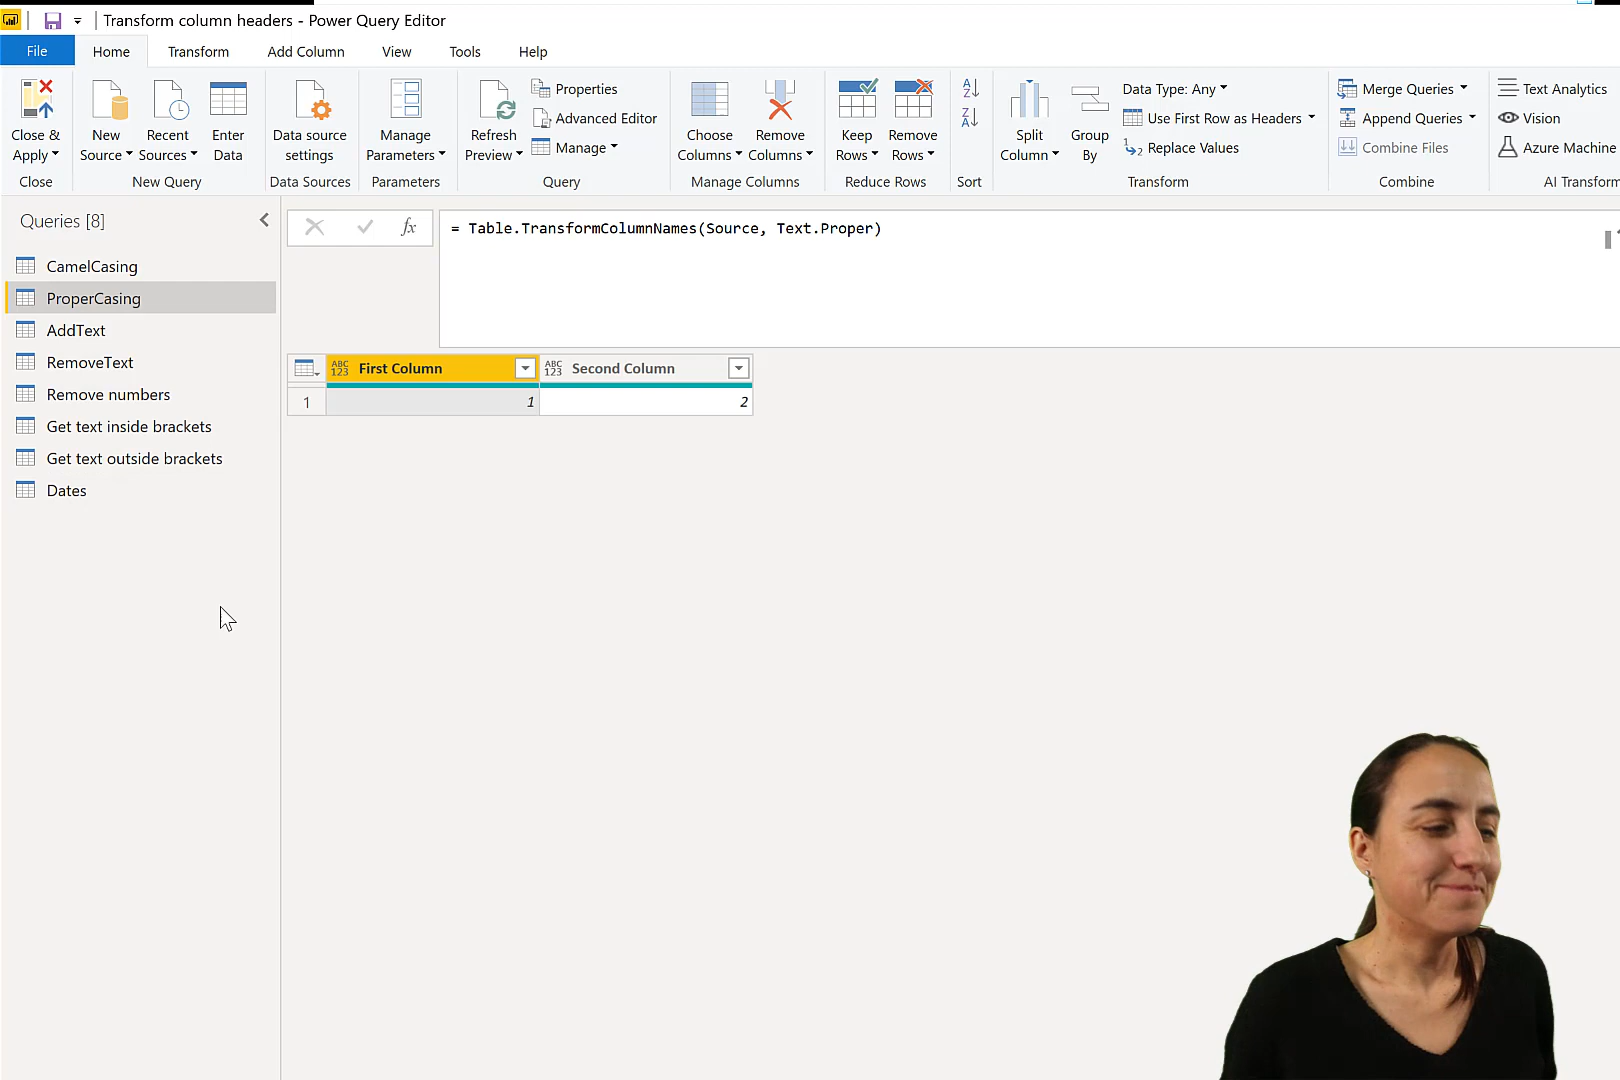 Transform column headers - Power Query Editor
File Home Transform Add Column View Tools Help
Close & Apply
Close
New Source
Recent Sources
Enter Data
New Query
Data source settings
Data Sources
Manage Parameters
Parameters
Refresh Preview
Properties
Advanced Editor
Manage
Query
Choose Columns
Remove Columns
Manage Columns
Keep Rows
Remove Rows
Reduce Rows
Sort
Split Column
Group By
Data Type: Any
Use First Row as Headers
Replace Values
Transform
Merge Queries
Append Queries
Combine Files
Combine
Text Analytics
Vision
Azure Machine
AI Transform
Queries [8]
CamelCasing
ProperCasing
AddText
RemoveText
Remove numbers
Get text inside brackets
Get text outside brackets
Dates
fx
= Table.TransformColumnNames(Source, Text.Proper)
ABC 123 First Column ABC 123 Second Column
1 1 2